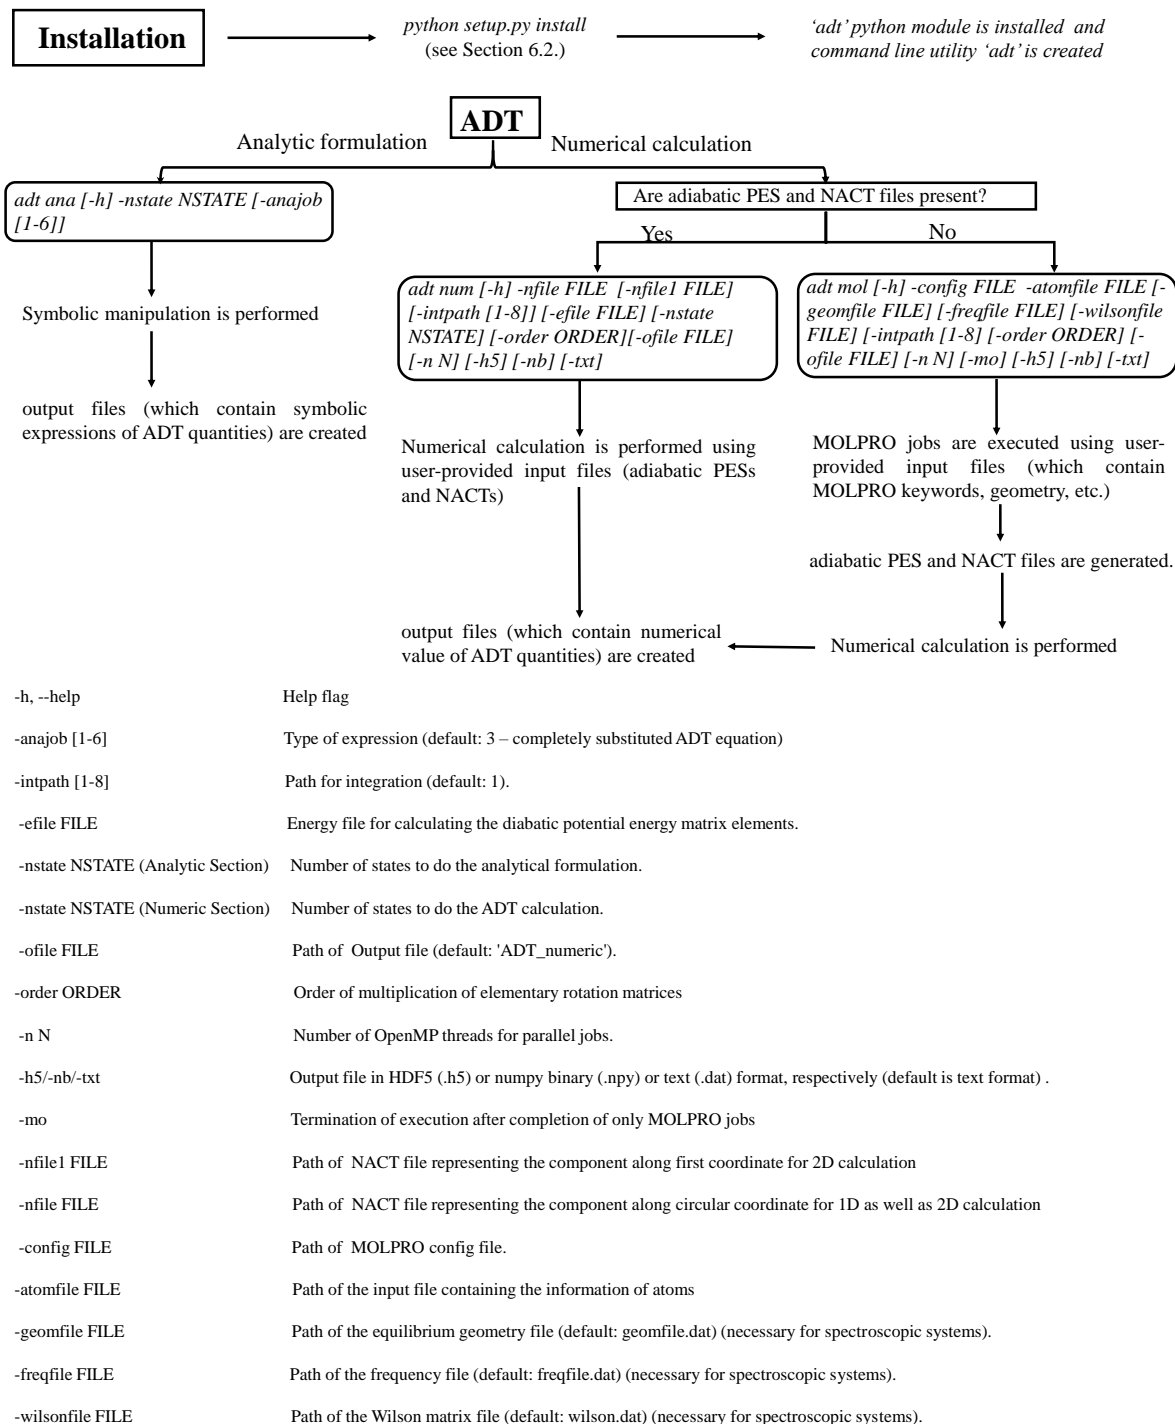 Installation
python setup.py install
(see Section 6.2.)
'adt' python module is installed and
command line utility 'adt' is created
ADT
Analytic formulation
Numerical calculation
adt ana [-h] -nstate NSTATE [-anajob
[1-6]]
Are adiabatic PES and NACT files present?
Yes
No
Symbolic manipulation is performed
output files (which contain symbolic
expressions of ADT quantities) are created
adt num [-h] -nfile FILE [-nfile1 FILE]
[-intpath [1-8]] [-efile FILE] [-nstate
NSTATE] [-order ORDER][-ofile FILE]
[-n N] [-h5] [-nb] [-txt]
Numerical calculation is performed using
user-provided input files (adiabatic PESs
and NACTs)
adt mol [-h] -config FILE -atomfile FILE [-
geomfile FILE] [-freqfile FILE] [-wilsonfile
FILE] [-intpath [1-8] [-order ORDER] [-
ofile FILE] [-n N] [-mo] [-h5] [-nb] [-txt]
MOLPRO jobs are executed using user-
provided input files (which contain
MOLPRO keywords, geometry, etc.)
adiabatic PES and NACT files are generated.
Numerical calculation is performed
output files (which contain numerical
value of ADT quantities) are created
-h, --help Help flag
-anajob [1-6] Type of expression (default: 3 – completely substituted ADT equation)
-intpath [1-8] Path for integration (default: 1).
-efile FILE Energy file for calculating the diabatic potential energy matrix elements.
-nstate NSTATE (Analytic Section) Number of states to do the analytical formulation.
-nstate NSTATE (Numeric Section) Number of states to do the ADT calculation.
-ofile FILE Path of Output file (default: 'ADT_numeric').
-order ORDER Order of multiplication of elementary rotation matrices
-n N Number of OpenMP threads for parallel jobs.
-h5/-nb/-txt Output file in HDF5 (.h5) or numpy binary (.npy) or text (.dat) format, respectively (default is text format) .
-mo Termination of execution after completion of only MOLPRO jobs
-nfile1 FILE Path of NACT file representing the component along first coordinate for 2D calculation
-nfile FILE Path of NACT file representing the component along circular coordinate for 1D as well as 2D calculation
-config FILE Path of MOLPRO config file.
-atomfile FILE Path of the input file containing the information of atoms
-geomfile FILE Path of the equilibrium geometry file (default: geomfile.dat) (necessary for spectroscopic systems).
-freqfile FILE Path of the frequency file (default: freqfile.dat) (necessary for spectroscopic systems).
-wilsonfile FILE Path of the Wilson matrix file (default: wilson.dat) (necessary for spectroscopic systems).